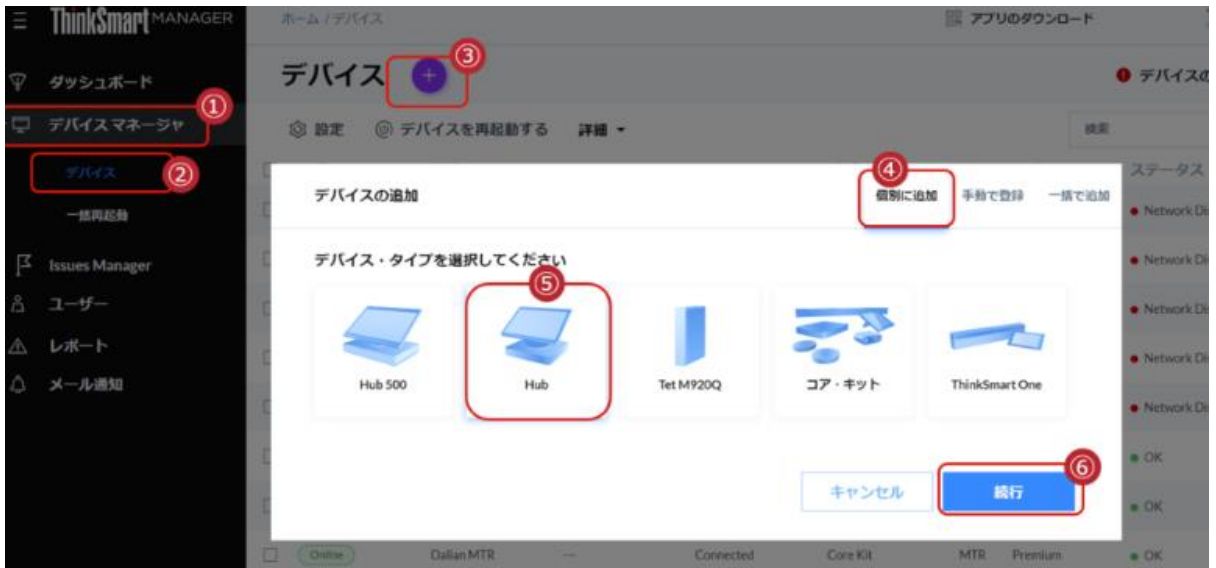 ThinkSmart MANAGER
ホーム / デバイス
アプリのダウンロード
③
デバイス
デバイスの
ダッシュボード
①
デバイス マネージャ
設定
デバイスを再起動する
詳細
検索
デバイス
②
ステータス
④
デバイスの追加
個別に追加
手動で登録
一括で追加
一括再起動
Network Di
Issues Manager
デバイス・タイプを選択してください
Network Di
⑤
ユーザー
Network Di
レポート
Network Di
メール通知
Hub 500
Hub
Tet M920Q
コア・キット
ThinkSmart One
Network Di
OK
⑥
キャンセル
続行
OK
Online
Dalian MTR
---
Connected
Core Kit
MTR
Premium
OK